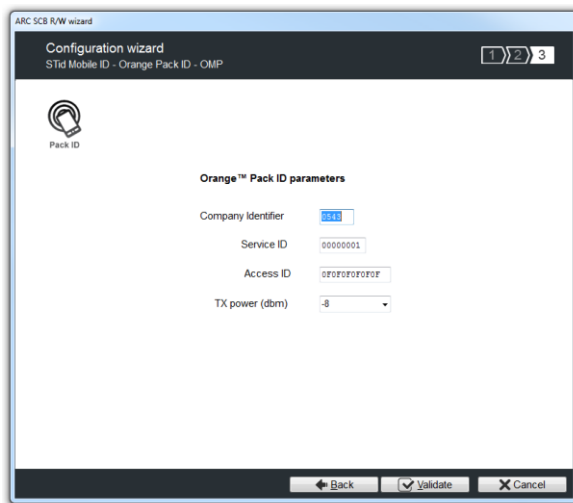 ARC SCB R/W wizard
Configuration wizard
STid Mobile ID - Orange Pack ID - OMP
1 2 3
Pack ID
Orange™ Pack ID parameters
Company Identifier 0543
Service ID 00000001
Access ID 0F0F0F0F0F0F
TX power (dbm) -8
Back Validate Cancel